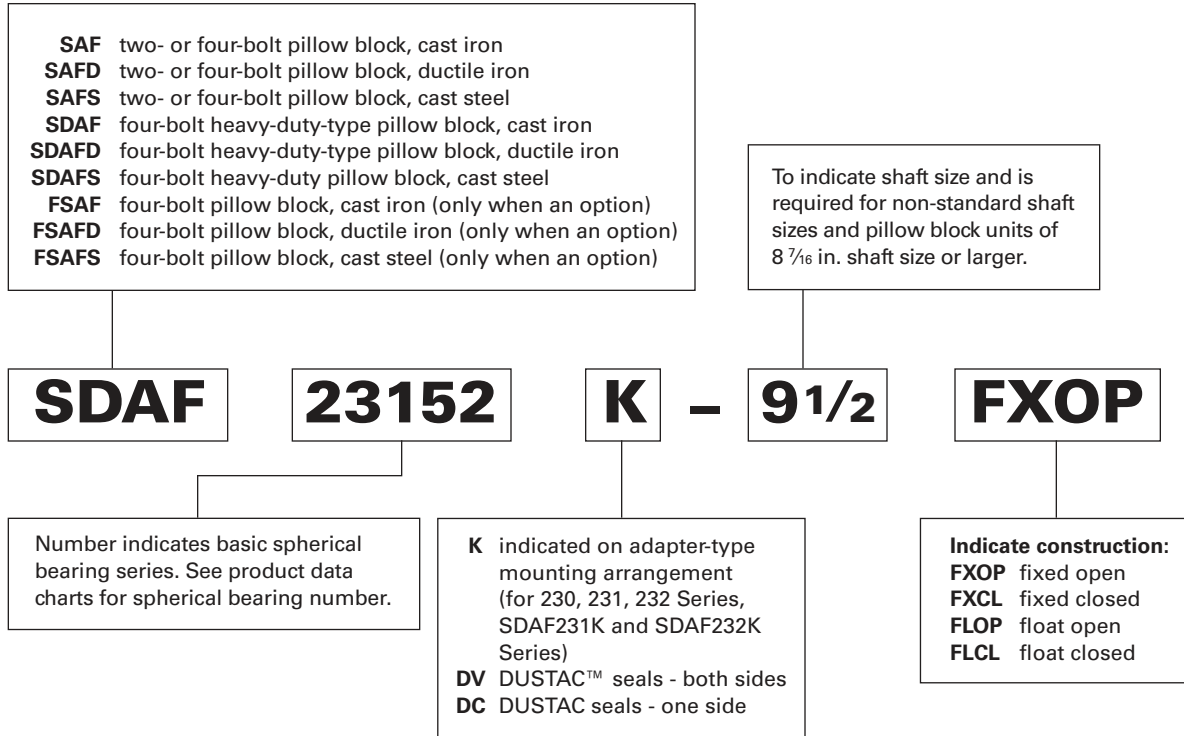 SAF two- or four-bolt pillow block, cast iron
SAFD two- or four-bolt pillow block, ductile iron
SAFS two- or four-bolt pillow block, cast steel
SDAF four-bolt heavy-duty-type pillow block, cast iron
SDAFD four-bolt heavy-duty-type pillow block, ductile iron
SDAFS four-bolt heavy-duty pillow block, cast steel
FSAF four-bolt pillow block, cast iron (only when an option)
FSAFD four-bolt pillow block, ductile iron (only when an option)
FSAFS four-bolt pillow block, cast steel (only when an option)
To indicate shaft size and is
required for non-standard shaft
sizes and pillow block units of
8 7⁄16 in. shaft size or larger.
SDAF 23152 K – 9 1/2 FXOP
Number indicates basic spherical
bearing series. See product data
charts for spherical bearing number.
K indicated on adapter-type
mounting arrangement
(for 230, 231, 232 Series,
SDAF231K and SDAF232K
Series)
DV DUSTAC™ seals - both sides
DC DUSTAC seals - one side
Indicate construction:
FXOP fixed open
FXCL fixed closed
FLOP float open
FLCL float closed